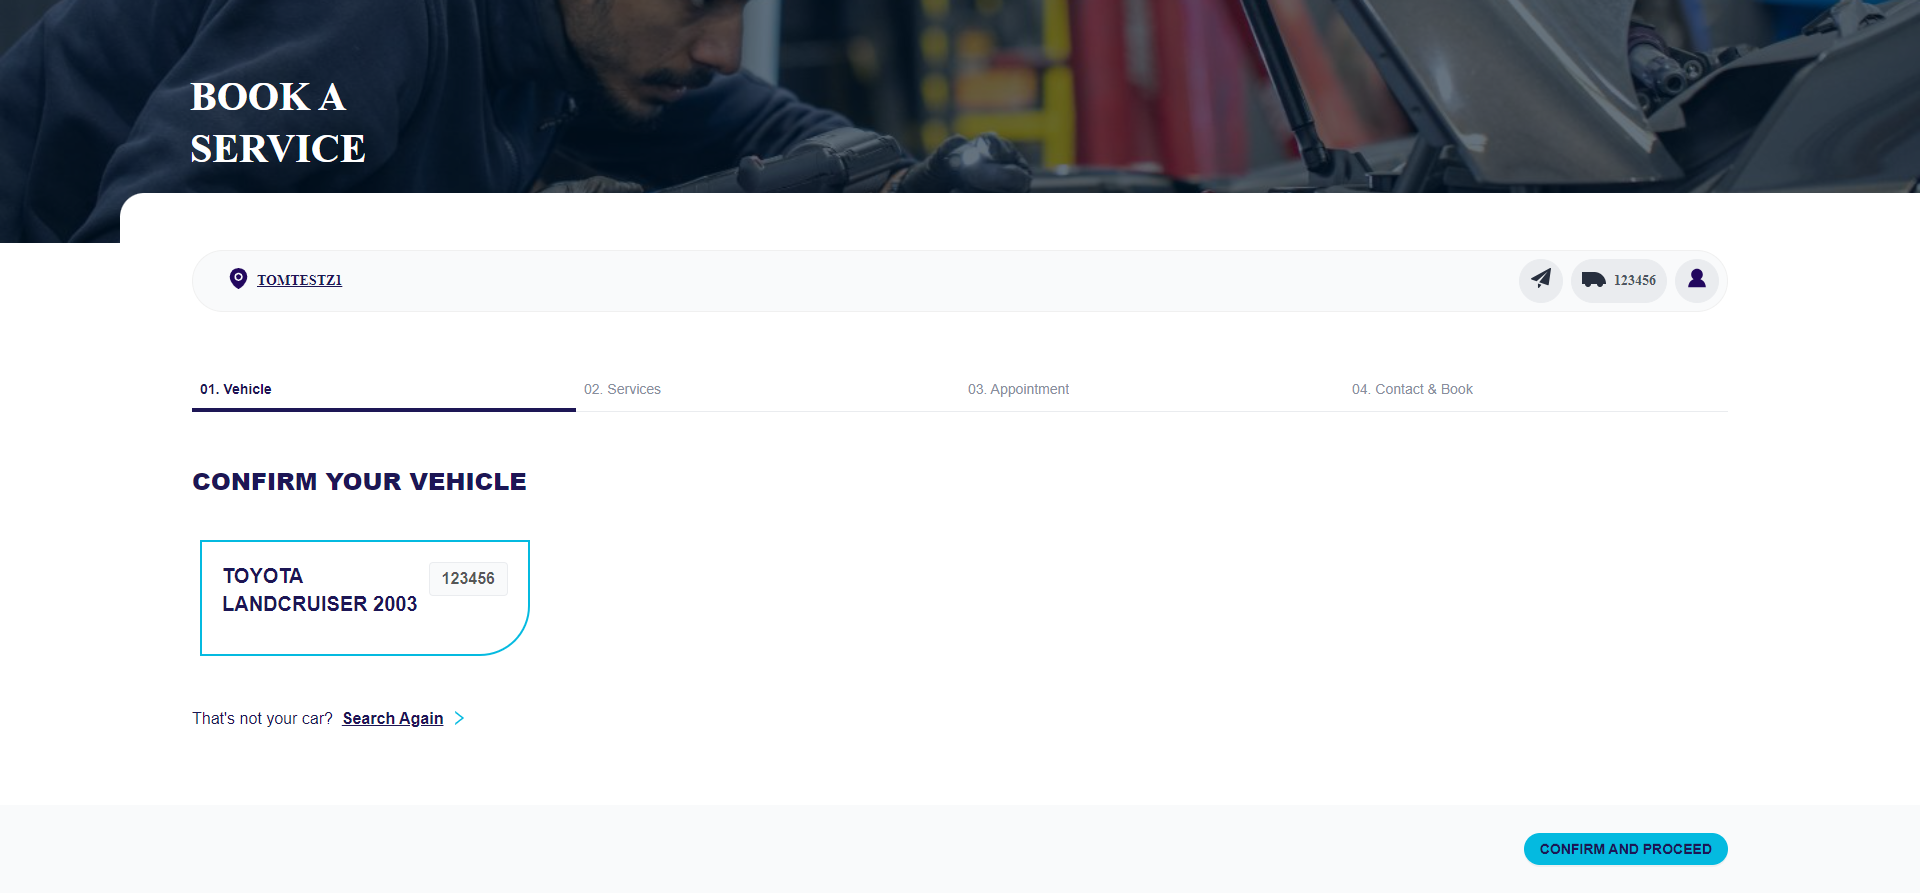 BOOK A
SERVICE
TOMTESTZ1
123456
01. Vehicle
02. Services
03. Appointment
04. Contact & Book
CONFIRM YOUR VEHICLE
TOYOTA
LANDCRUISER 2003
123456
That's not your car? Search Again
CONFIRM AND PROCEED